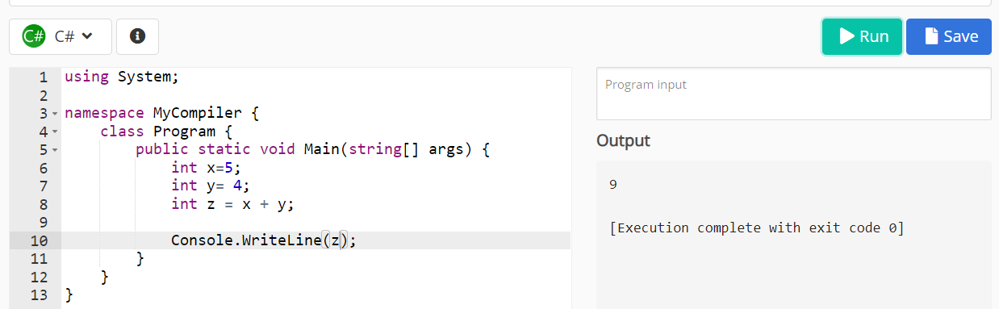 C# C#
Run
Save
1 using System;
2
3 namespace MyCompiler {
4     class Program {
5         public static void Main(string[] args) {
6             int x=5;
7             int y= 4;
8             int z = x + y;
9
10             Console.WriteLine(z);
11         }
12     }
13 }
Program input
Output
9
[Execution complete with exit code 0]